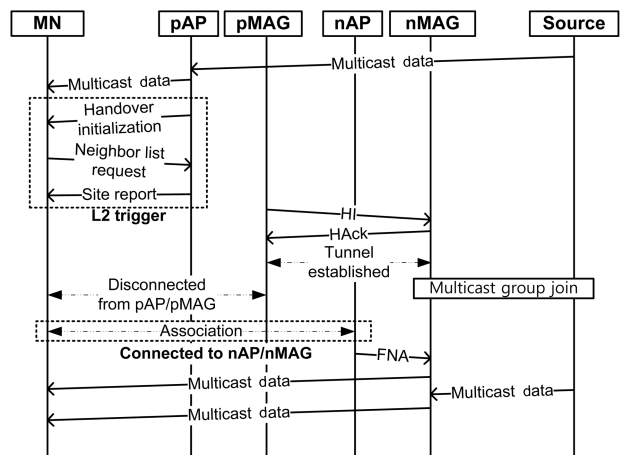 MN pAP pMAG nAP nMAG Source
Multicast data
Multicast data
Handover
initialization
Neighbor list
request
Site report
L2 trigger
HI
HAck
Tunnel
established
Disconnected
from pAP/pMAG
Multicast group join
Association
Connected to nAP/nMAG
FNA
Multicast data
Multicast data
Multicast data